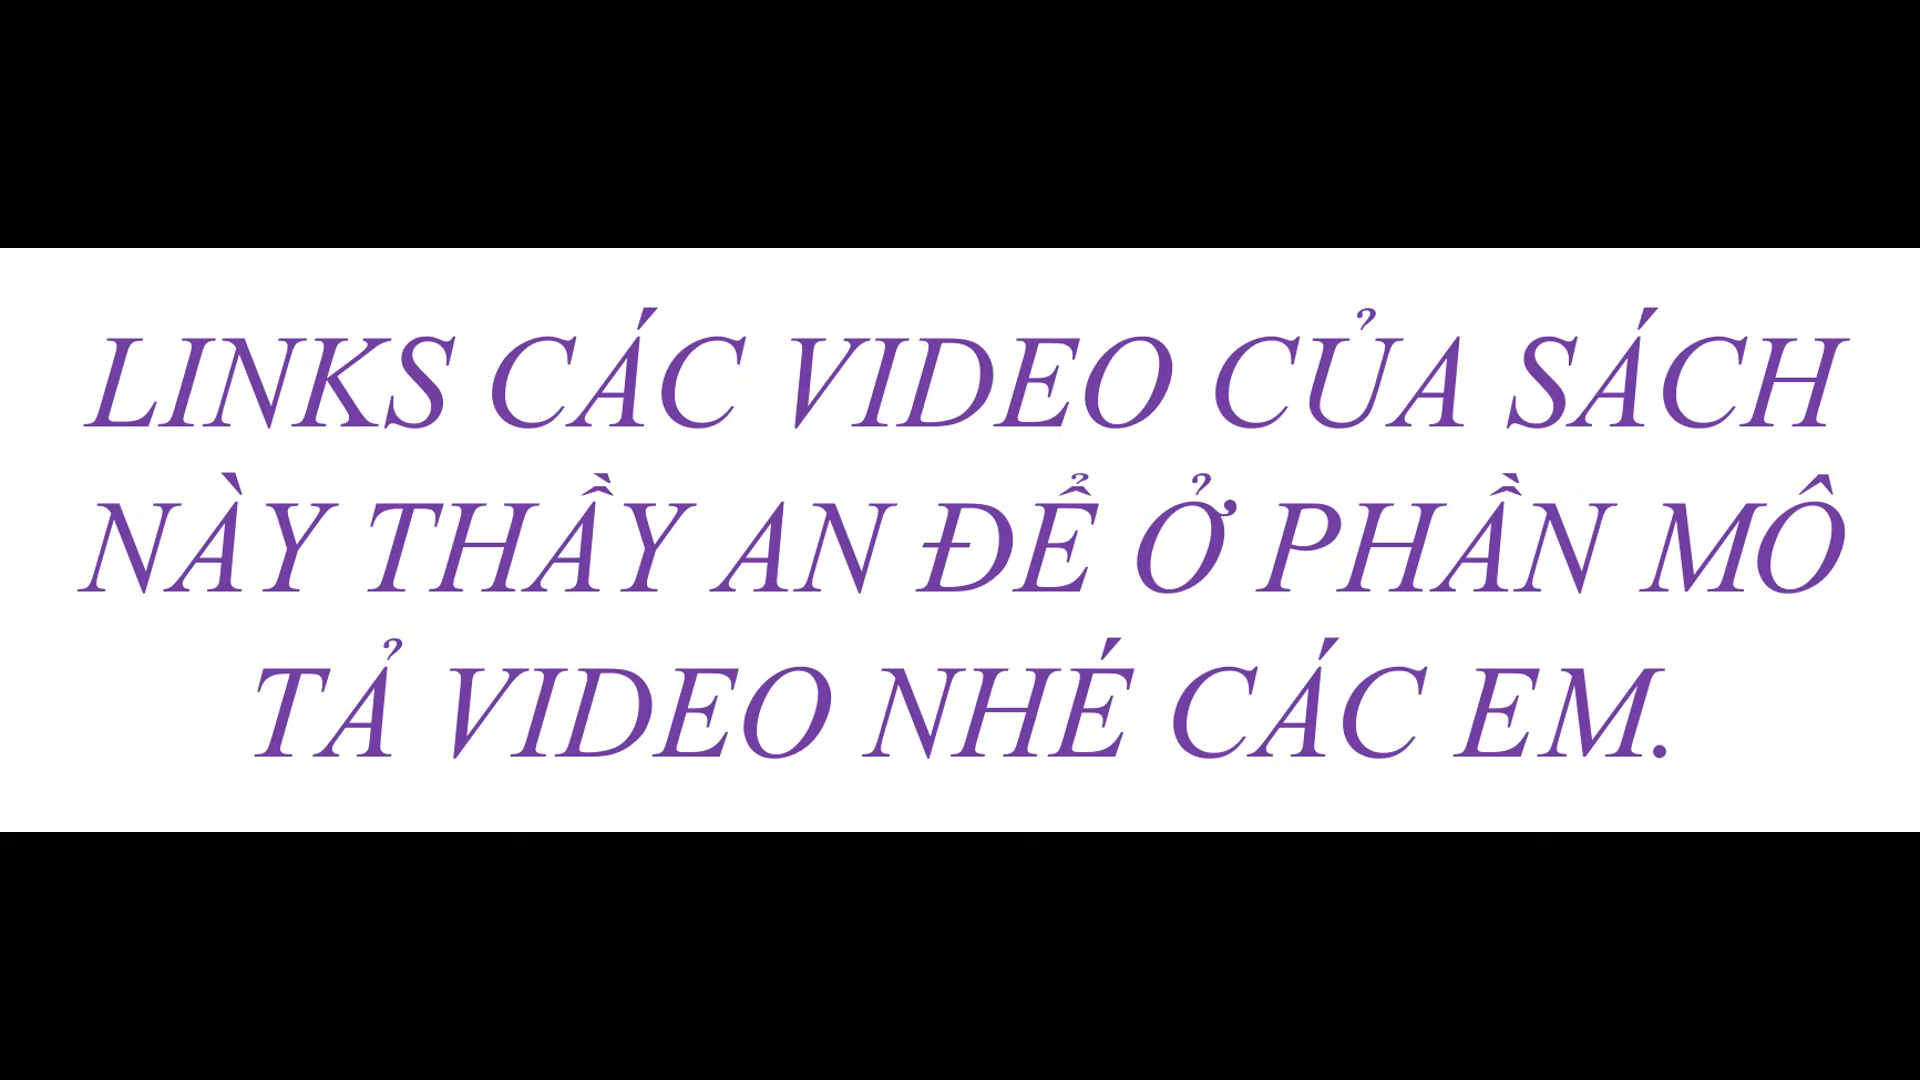 LINKS CÁC VIDEO CỦA SÁCH
NÀY THẦY AN ĐỂ Ở PHẦN MÔ
TẢ VIDEO NHÉ CÁC EM.